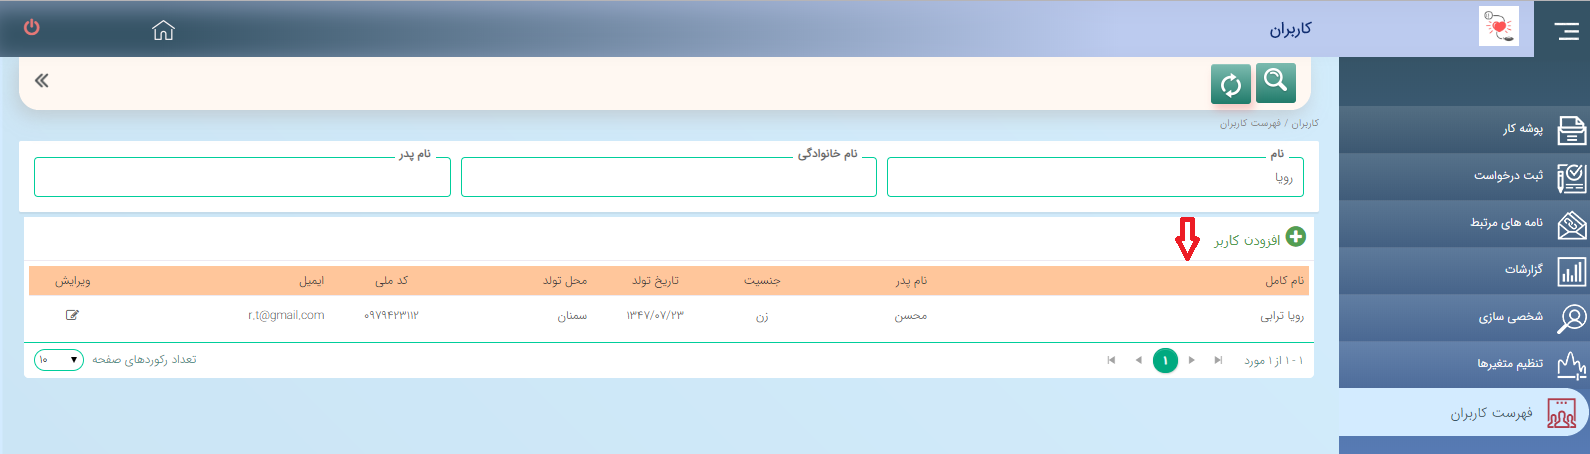 کاربران
پوشه کار
ثبت درخواست
نامه های مرتبط
گزارشات
شخصی سازی
تنظیم متغیرها
فهرست کاربران
کاربران / فهرست کاربران
نام نام خانوادگی نام پدر
رویا
افزودن کاربر
نام کامل نام پدر جنسیت تاریخ تولد محل تولد کد ملی ایمیل ویرایش
رویا ترابی محسن زن ۱۳۴۷/۰۷/۲۳ سمنان ۰۹۷۹۴۲۳۱۱۲ r.t@gmail.com
۱ - ۱ از ۱ مورد ۱ تعداد رکوردهای صفحه ۱۰